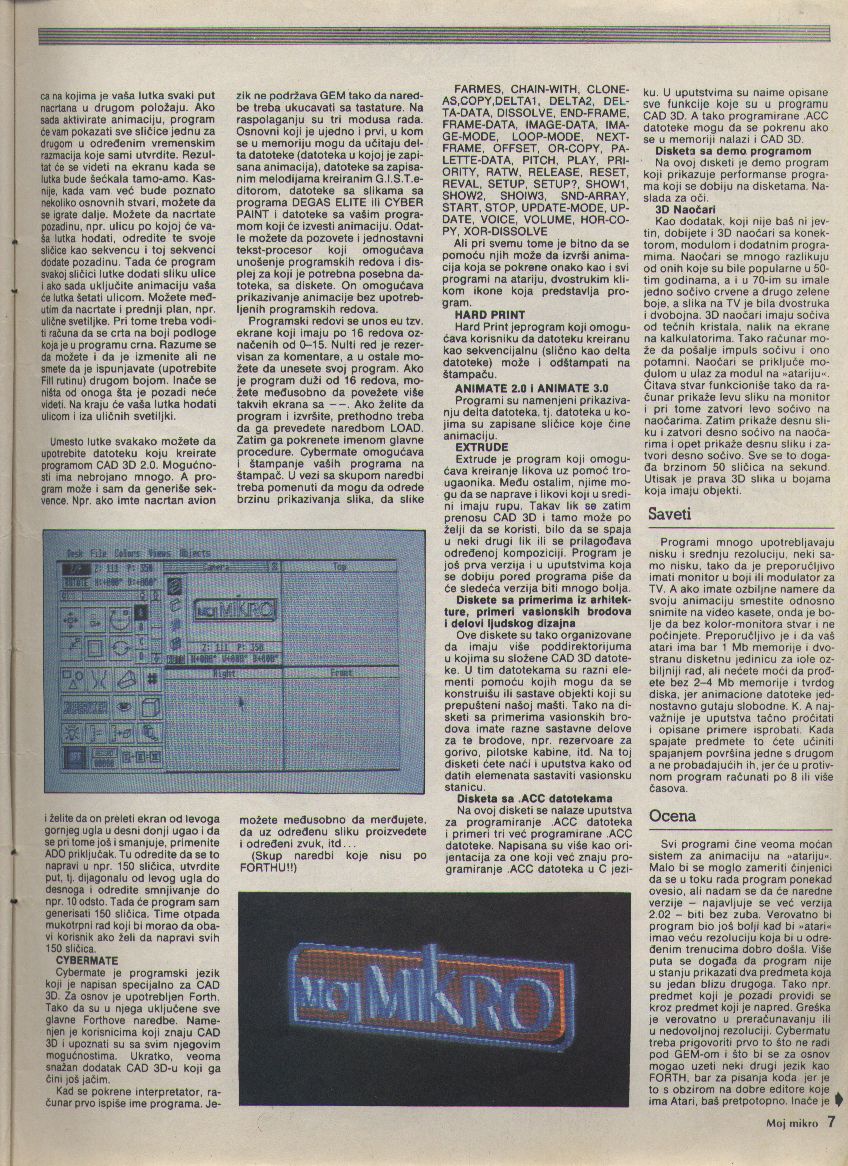 ca na kojima je vaša lutka svaki put
nacrtana u drugom položaju. Ako
sada aktivirate animaciju, program
će vam pokazati sve sličice jednu za
drugom u određenim vremenskim
razmacija koje sami utvrdite. Rezul-
tat će se videti na ekranu kada se
lutka bude šećkala tamo-amo. Kas-
nije, kada vam već bude poznato
nekoliko osnovnih stvari, možete da
se igrate dalje. Možete da nacrtate
pozadinu, npr. ulicu po kojoj će va-
ša lutka hodati, odredite te svoje
sličice kao sekvencu i toj sekvenci
dodate pozadinu. Tada će program
svakoj sličici lutke dodati sliku ulice
i ako sada uključite animaciju vaša
će lutka šetati ulicom. Možete međ-
utim da nacrtate i prednji plan, npr.
ulične svetiljke. Pri tome treba vodi-
ti računa da se crta na boji podloge
koja je u programu crna. Razume se
da možete i da je izmenite ali ne
smete da je ispunjavate (upotrebite
Fill rutinu) drugom bojom. Inače se
ništa od onoga šta je pozadi neće
videti. Na kraju će vaša lutka hodati
ulicom i iza uličnih svetiljki.
Umesto lutke svakako možete da
upotrebite datoteku koju kreirate
programom CAD 3D 2.0. Mogućno-
sti ima nebrojano mnogo. A pro-
gram može i sam da generiše sek-
vence. Npr. ako imte nacrtan avion
zik ne podržava GEM tako da nared-
be treba ukucavati sa tastature. Na
raspolaganju su tri modusa rada.
Osnovni koji je ujedno i prvi, u kom
se u memoriju mogu da učitaju del-
ta datoteke (datoteka u kojoj je zapi-
sana animacija), datoteke sa zapisa-
nim melodijama kreiranim G.I.S.T.e-
ditorom, datoteke sa slikama sa
programa DEGAS ELITE ili CYBER
PAINT i datoteke sa vašim progra-
mom koji će izvesti animaciju. Odat-
le možete da pozovete i jednostavni
tekst-procesor koji omogućava
unošenje programskih redova i dis-
plej za koji je potrebna posebna da-
toteka, sa diskete. On omogućava
prikazivanje animacije bez upotreb-
ljenih programskih redova.
Programski redovi se unos eu tzv.
ekrane koji imaju po 16 redova oz-
načenih od 0–15. Nulti red je rezer-
visan za komentare, a u ostale mo-
žete da unesete svoj program. Ako
je program duži od 16 redova, mo-
žete međusobno da povežete više
takvih ekrana sa – –. Ako želite da
program i izvršite, prethodno treba
da ga prevedete naredbom LOAD.
Zatim ga pokrenete imenom glavne
procedure. Cybermate omogućava
i štampanje vaših programa na
štampač. U vezi sa skupom naredbi
treba pomenuti da mogu da odrede
brzinu prikazivanja slika, da slike
Desk File Colors Views Objects
Camera
Top
Z: 111 P: 350
MOJ MIKRO
Z: 111 P: 350
Right
Front
i želite da on preleti ekran od levoga
gornjeg ugla u desni donji ugao i da
se pri tome još i smanjuje, primenite
ADO priključak. Tu odredite da se to
napravi u npr. 150 sličica, utvrdite
put, tj. dijagonalu od levog ugla do
desnoga i odredite smnjivanje do
npr. 10 odsto. Tada će program sam
generisati 150 sličica. Time otpada
mukotrpni rad koji bi morao da oba-
vi korisnik ako želi da napravi svih
150 sličica.
CYBERMATE
Cybermate je programski jezik
koji je napisan specijalno za CAD
3D. Za osnov je upotrebljen Forth.
Tako da su u njega uključene sve
glavne Forthove naredbe. Name-
njen je korisnicima koji znaju CAD
3D i upoznati su sa svim njegovim
mogućnostima. Ukratko, veoma
snažan dodatak CAD 3D-u koji ga
čini još jačim.
Kad se pokrene interpretator, ra-
čunar prvo ispiše ime programa. Je-
možete međusobno da merđujete,
da uz određenu sliku proizvedete
i određeni zvuk, itd . . .
(Skup naredbi koje nisu po
FORTHU!!)
MOJ MIKRO
FARMES, CHAIN-WITH, CLONE-
AS,COPY,DELTA1, DELTA2, DEL-
TA-DATA, DISSOLVE, END-FRAME,
FRAME-DATA, IMAGE-DATA, IMA-
GE-MODE, LOOP-MODE, NEXT-
FRAME, OFFSET, OR-COPY, PA-
LETTE-DATA, PITCH, PLAY, PRI-
ORITY, RATW, RELEASE, RESET,
REVAL, SETUP, SETUP?, SHOW1,
SHOW2, SHOIW3, SND-ARRAY,
START, STOP, UPDATE-MODE, UP-
DATE, VOICE, VOLUME, HOR-CO-
PY, XOR-DISSOLVE
Ali pri svemu tome je bitno da se
pomoću njih može da izvrši anima-
cija koja se pokrene onako kao i svi
programi na atariju, dvostrukim kli-
kom ikone koja predstavlja pro-
gram.
HARD PRINT
Hard Print jeprogram koji omogu-
ćava korisniku da datoteku kreiranu
kao sekvencijalnu (slično kao delta
datoteke) može i odštampati na
štampaču.
ANIMATE 2.0 I ANIMATE 3.0
Programi su namenjeni prikaziva-
nju delta datoteka, tj. datoteka u ko-
jima su zapisane sličice koje čine
animaciju.
EXTRUDE
Extrude je program koji omogu-
ćava kreiranje likova uz pomoć tro-
ugaonika. Među ostalim, njime mo-
gu da se naprave i likovi koji u sredi-
ni imaju rupu. Takav lik se zatim
prenosu CAD 3D i tamo može po
želji da se koristi, bilo da se spaja
u neki drugi lik ili se prilagođava
određenoj kompoziciji. Program je
još prva verzija i u uputstvima koja
se dobiju pored programa piše da
će sledeća verzija biti mnogo bolja.
Diskete sa primerima iz arhitek-
ture, primeri vasionskih brodova
i delovi ljudskog dizajna
Ove diskete su tako organizovane
da imaju više poddirektorijuma
u kojima su složene CAD 3D datote-
ke. U tim datotekama su razni ele-
menti pomoću kojih mogu da se
konstruišu ili sastave objekti koji su
prepušteni našoj mašti. Tako na di-
sketi sa primerima vasionskih bro-
dova imate razne sastavne delove
za te brodove, npr. rezervoare za
gorivo, pilotske kabine, itd. Na toj
disketi ćete naći i uputstva kako od
datih elemenata sastaviti vasionsku
stanicu.
Disketa sa .ACC datotekama
Na ovoj disketi se nalaze uputstva
za programiranje .ACC datoteka
i primeri tri već programirane .ACC
datoteke. Napisana su više kao ori-
jentacija za one koji već znaju pro-
gramiranje .ACC datoteka u C jezi-
ku. U uputstvima su naime opisane
sve funkcije koje su u programu
CAD 3D. A tako programirane .ACC
datoteke mogu da se pokrenu ako
se u memoriji nalazi i CAD 3D.
Disketa sa demo programom
Na ovoj disketi je demo program
koji prikazuje performanse progra-
ma koji se dobiju na disketama. Na-
slada za oči.
3D Naočari
Kao dodatak, koji nije baš ni jev-
tin, dobijete i 3D naočari sa konek-
torom, modulom i dodatnim progra-
mima. Naočari se mnogo razlikuju
od onih koje su bile popularne u 50-
tim godinama, a i u 70-im su imale
jedno sočivo crvene a drugo zelene
boje, a slika na TV je bila dvostruka
i dvobojna. 3D naočari imaju sočiva
od tečnih kristala, nalik na ekrane
na kalkulatorima. Tako računar mo-
že da pošalje impuls sočivu i ono
potamni. Naočari se priključe mo-
dulom u ulaz za modul na »atariju«.
Čitava stvar funkcioniše tako da ra-
čunar prikaže levu sliku na monitor
i pri tome zatvori levo sočivo na
naočarima. Zatim prikaže desnu sli-
ku i zatvori desno sočivo na naoča-
rima i opet prikaže desnu sliku i za-
tvori desno sočivo. Sve se to doga-
đa brzinom 50 sličica na sekund.
Utisak je prava 3D slika u bojama
koja imaju objekti.
Saveti
Programi mnogo upotrebljavaju
nisku i srednju rezoluciju, neki sa-
mo nisku, tako da je preporučljivo
imati monitor u boji ili modulator za
TV. A ako imate ozbiljne namere da
svoju animaciju smestite odnosno
snimite na video kasete, onda je bo-
lje da bez kolor-monitora stvar i ne
počinjete. Preporučljivo je i da vaš
atari ima bar 1 Mb memorije i dvo-
stranu disketnu jedinicu za iole oz-
biljniji rad, ali nećete moći da prođ-
ete bez 2–4 Mb memorije i tvrdog
diska, jer animacione datoteke jed-
nostavno gutaju slobodne. K. A naj-
važnije je uputstva tačno pročitati
i opisane primere isprobati. Kada
spajate predmete to ćete učiniti
spajanjem površina jedne s drugom
a ne probadajućih ih, jer će u protiv-
nom program računati po 8 ili više
časova.
Ocena
Svi programi čine veoma moćan
sistem za animaciju na »atariju«.
Malo bi se moglo zameriti činjenici
da se u toku rada program ponekad
ovesio, ali nadam se da će naredne
verzije – najavljuje se već verzija
2.02 – biti bez zuba. Verovatno bi
program bio još bolji kad bi »atari«
imao veću rezoluciju koja bi u odre-
đenim trenucima dobro došla. Više
puta se događa da program nije
u stanju prikazati dva predmeta koja
su jedan blizu drugoga. Tako npr.
predmet koji je pozadi providi se
kroz predmet koji je napred. Greška
je verovatno u preračunavanju ili
u nedovoljnoj rezoluciji. Cybermatu
treba prigovoriti prvo to što ne radi
pod GEM-om i što bi se za osnov
mogao uzeti neki drugi jezik kao
FORTH, bar za pisanja koda jer je
to s obzirom na dobre editore koje
ima Atari, baš pretpotopno. Inače je
Moj mikro 7